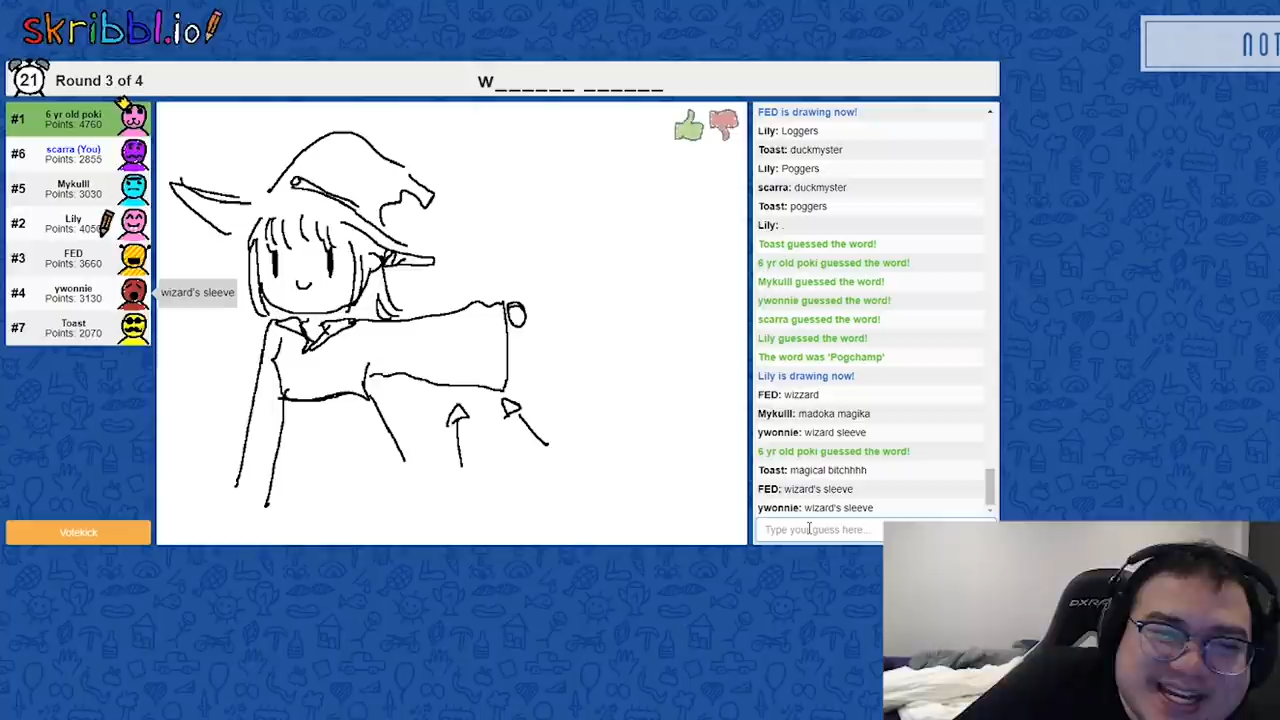 skribbl.io
NOT
21
Round 3 of 4
W______ ______
#1
6 yr old poki
Points: 4760
#6
scarra (You)
Points: 2855
#5
Mykulll
Points: 3030
#2
Lily
#3
FED
Points: 3660
#4
ywonnie
Points: 3130
wizard's sleeve
#7
Toast
Points: 2070
Votekick
FED is drawing now!
Lily: Loggers
Toast: duckmyster
Lily: Poggers
scarra: duckmyster
Toast: poggers
Lily: .
Toast guessed the word!
6 yr old poki guessed the word!
Mykulll guessed the word!
ywonnie guessed the word!
scarra guessed the word!
Lily guessed the word!
The word was 'Pogchamp'
Lily is drawing now!
FED: wizzard
Mykulll: madoka magika
ywonnie: wizard sleeve
6 yr old poki guessed the word!
Toast: magical bitchhhh
FED: wizard's sleeve
ywonnie: wizard's sleeve
Type your guess here...